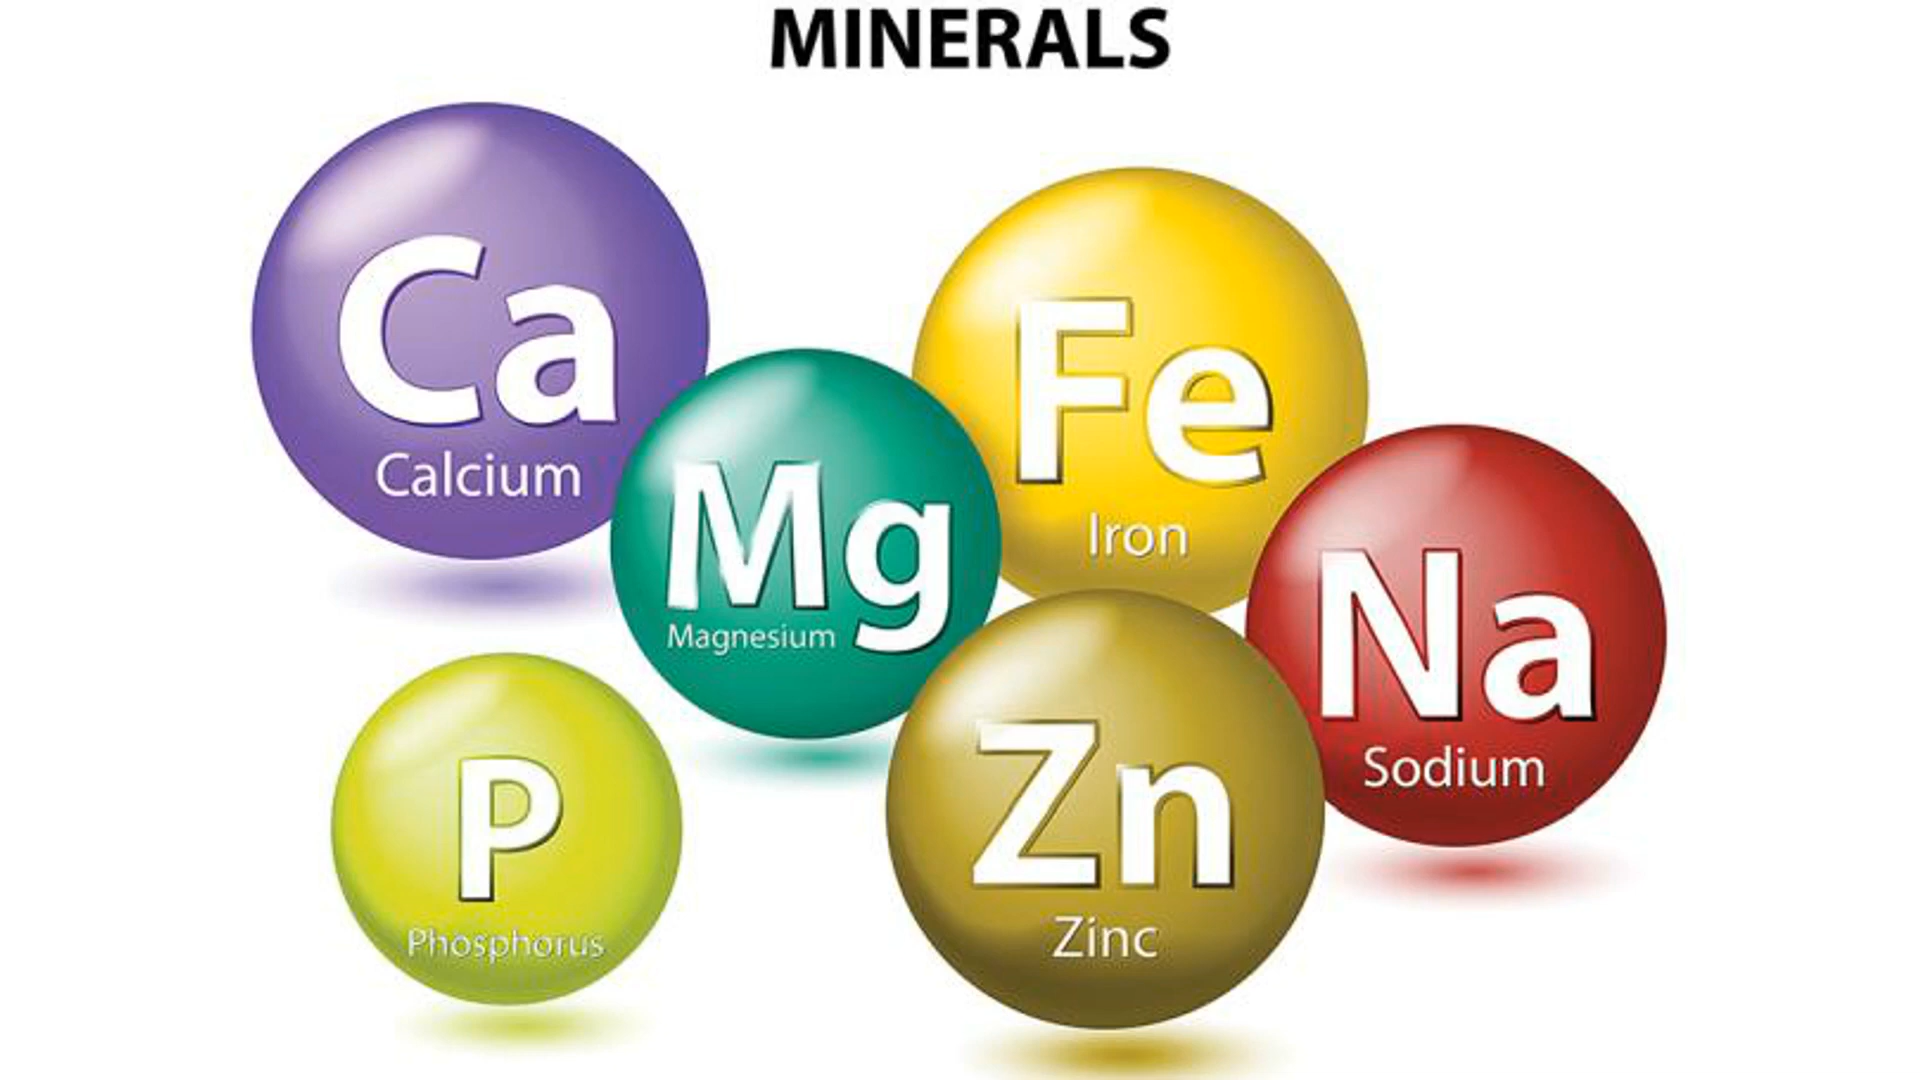 MINERALS
Ca
Calcium
Fe
Iron
Mg
Magnesium
Na
Sodium
P
Phosphorus
Zn
Zinc